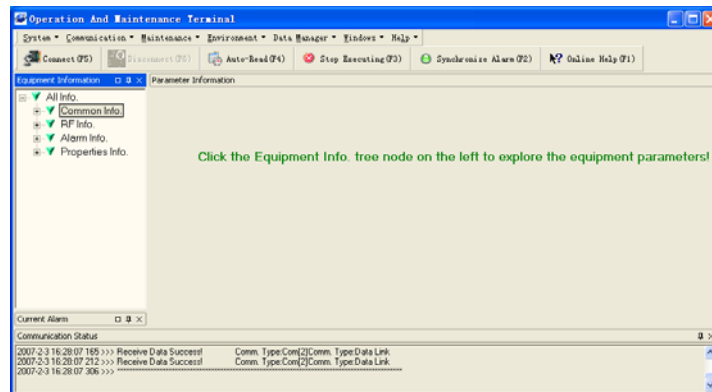 Operation And Maintenance Terminal
System Communication Maintenance Environment Data Manager Windows Help
Connect(F5) Disconnect(F6) Auto-Read(F4) Stop Executing(F3) Synchronize Alarm(F2) Online Help(F1)
Equipment Information Parameter Information
All Info.
Common Info.
RF Info.
Alarm Info.
Properties Info.
Click the Equipment Info. tree node on the left to explore the equipment parameters!
Current Alarm
Communication Status
2007-2-3 16:28:07 165 >>> Receive Data Success! Comm. Type:Com[2]Comm. Type:Data Link
2007-2-3 16:28:07 212 >>> Receive Data Success! Comm. Type:Com[2]Comm. Type:Data Link
2007-2-3 16:28:07 306 >>>